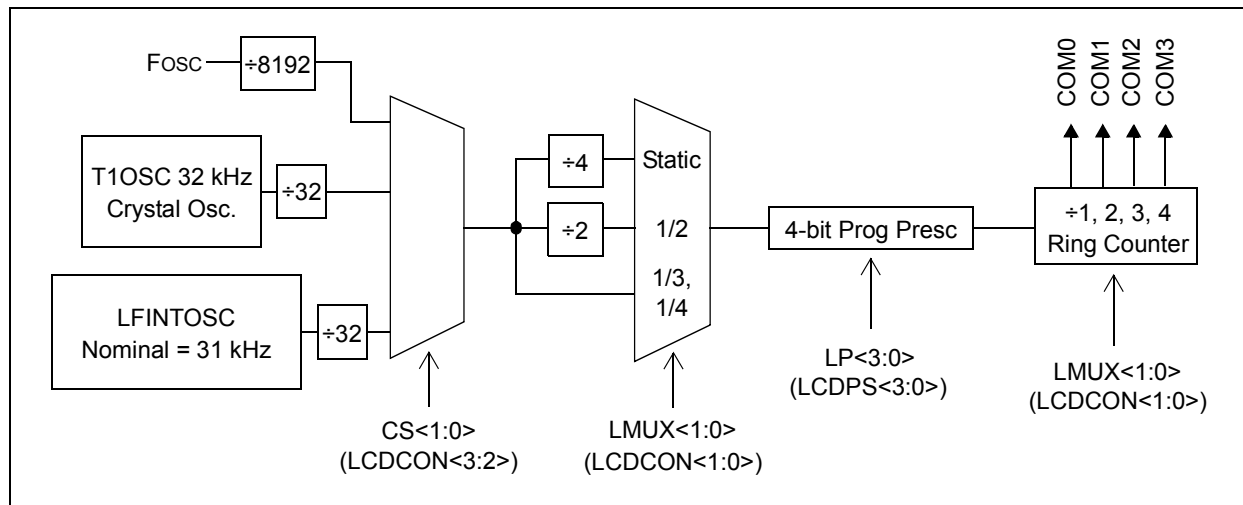 Fosc
÷8192
COM0
COM1
COM2
COM3
T1OSC 32 kHz
Crystal Osc.
÷32
÷4
Static
÷2
1/2
1/3,
1/4
4-bit Prog Presc
÷1, 2, 3, 4
Ring Counter
LFINTOSC
Nominal = 31 kHz
÷32
CS<1:0>
(LCDCON<3:2>)
LMUX<1:0>
(LCDCON<1:0>)
LP<3:0>
(LCDPS<3:0>)
LMUX<1:0>
(LCDCON<1:0>)